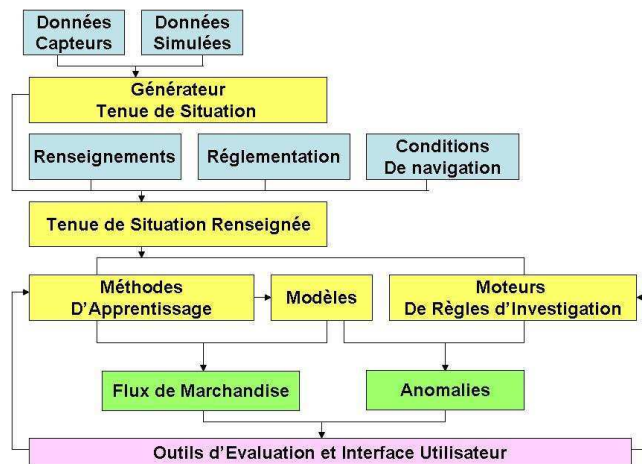 Données
Capteurs
Données
Simulées
Générateur
Tenue de Situation
Renseignements
Réglementation
Conditions
De navigation
Tenue de Situation Renseignée
Méthodes
D'Apprentissage
Modèles
Moteurs
De Règles d'Investigation
Flux de Marchandise
Anomalies
Outils d'Evaluation et Interface Utilisateur